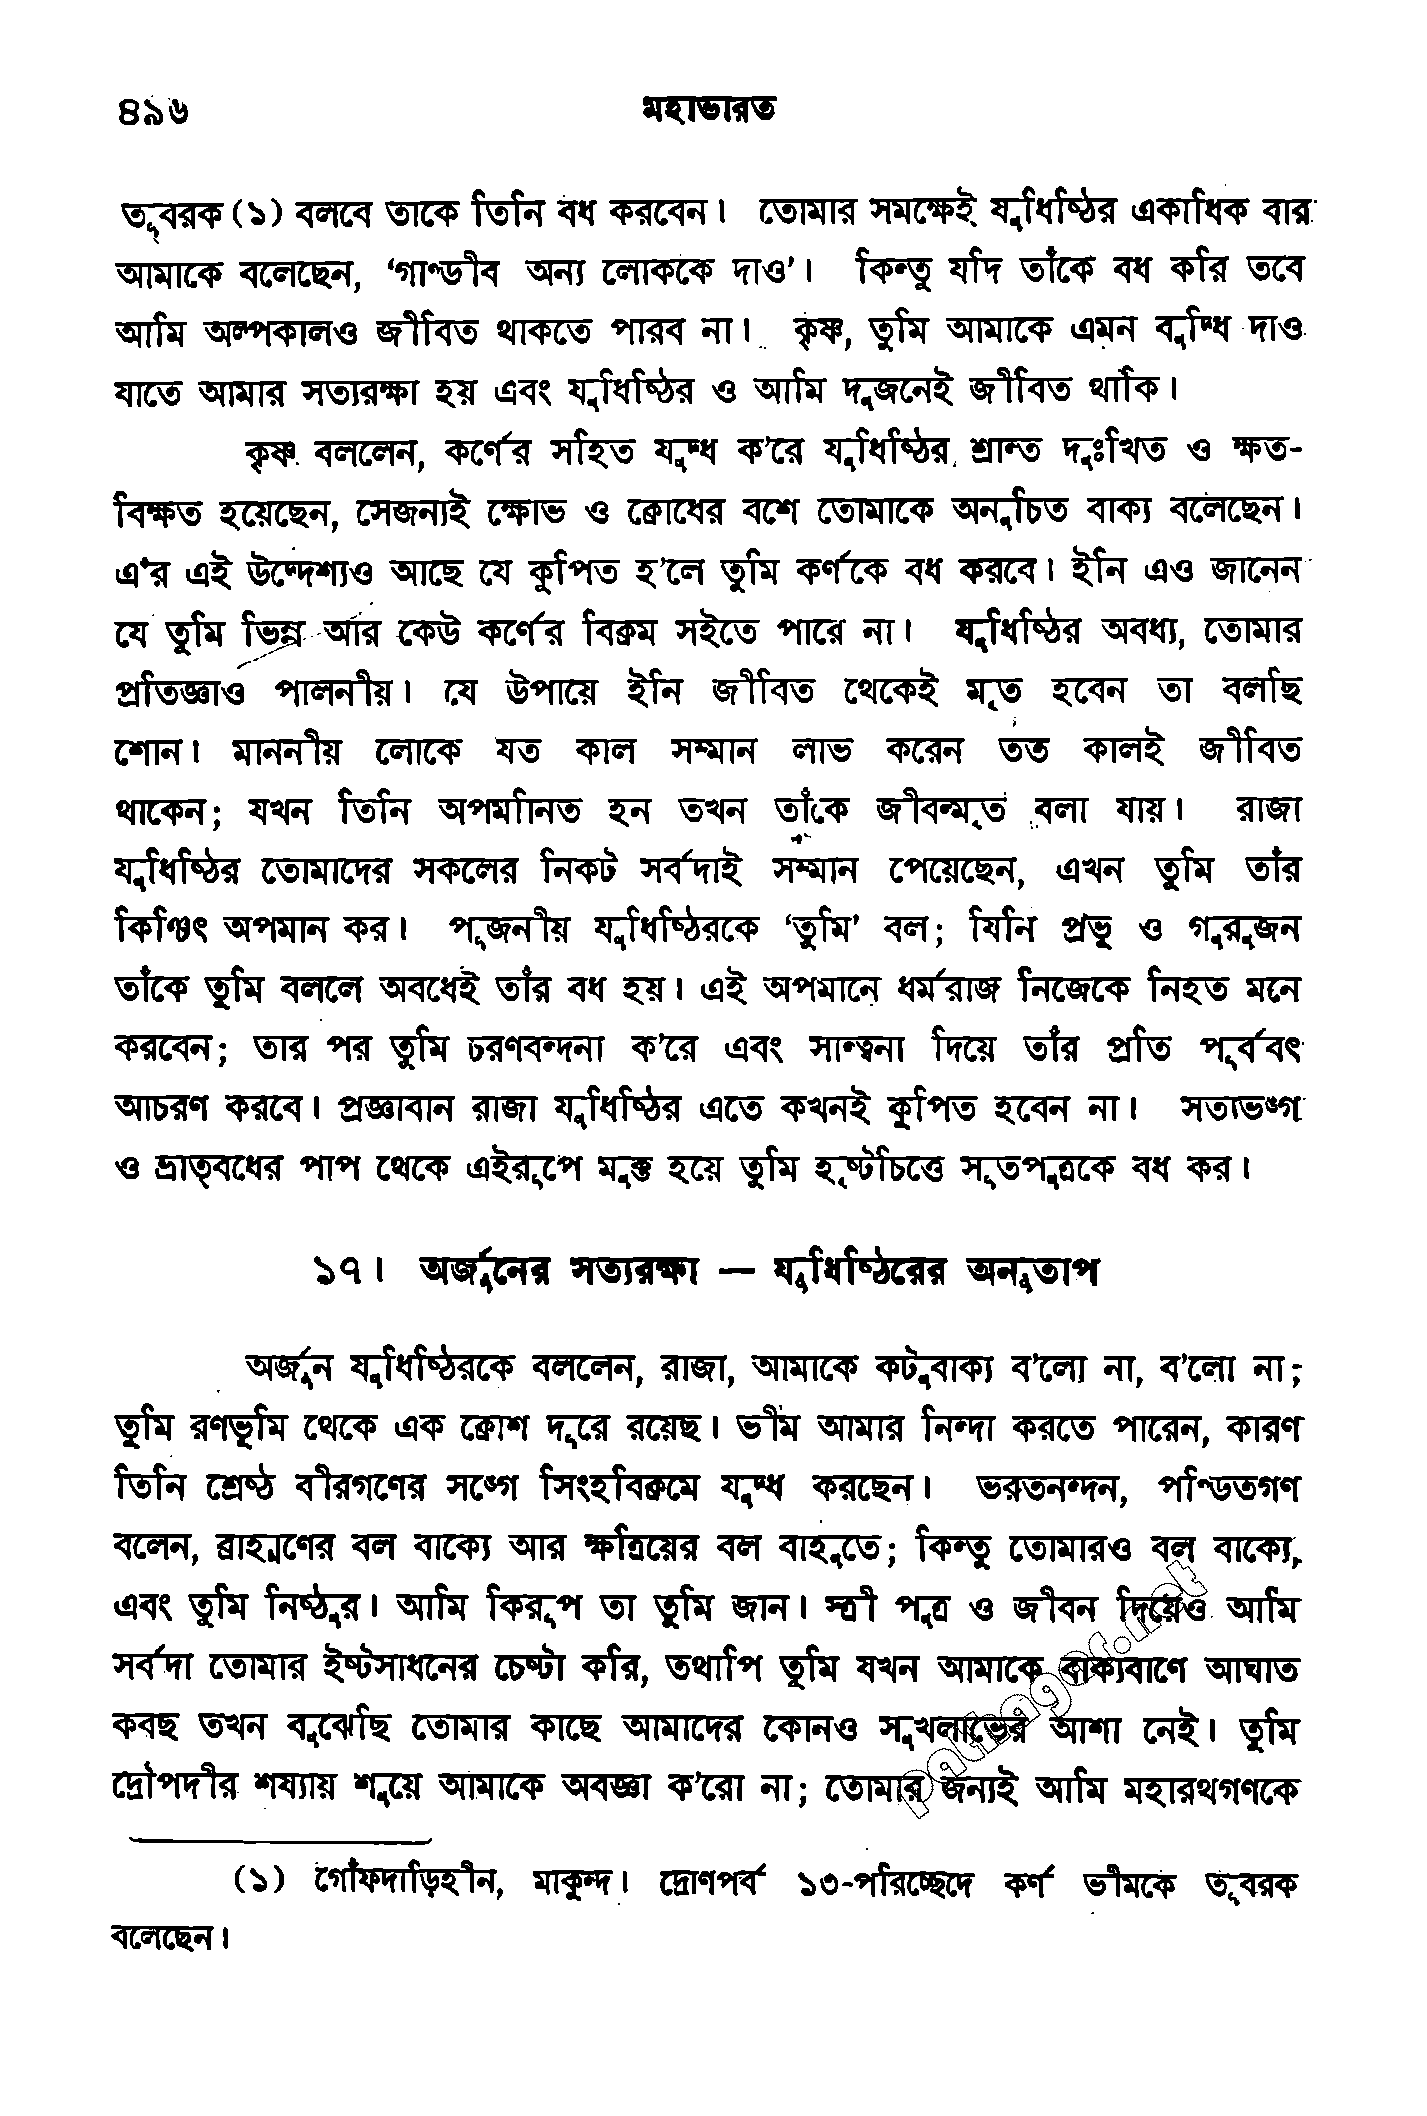 ৪৯৬ মহাভারত
তূবরক (১) বলবে তাকে তিনি বধ করবেন। তোমার সমক্ষেই যুধিষ্ঠির একাধিক বার
আমাকে বলেছেন, ‘গাণ্ডীব অন্য লোককে দাও’। কিন্তু যদি তাঁকে বধ করি তবে
আমি অল্পকালও জীবিত থাকতে পারব না। কৃষ্ণ, তুমি আমাকে এমন বুদ্ধি দাও
যাতে আমার সত্যরক্ষা হয় এবং যুধিষ্ঠির ও আমি দুজনেই জীবিত থাকি।
কৃষ্ণ বললেন, কর্ণের সহিত যুদ্ধ ক’রে যুধিষ্ঠির শ্রান্ত দুঃখিত ও ক্ষত-
বিক্ষত হয়েছেন, সেজন্যই ক্ষোভ ও ক্রোধের বশে তোমাকে অনুচিত বাক্য বলেছেন।
এ’র এই উদ্দেশ্যও আছে যে কুপিত হ’লে তুমি কর্ণকে বধ করবে। ইনি এও জানেন
যে তুমি ভিন্ন আর কেউ কর্ণের বিক্রম সইতে পারে না। যুধিষ্ঠির অবধ্য, তোমার
প্রতিজ্ঞাও পালনীয়। যে উপায়ে ইনি জীবিত থেকেই মৃত হবেন তা বলছি
শোন। মাননীয় লোকে যত কাল সম্মান লাভ করেন তত কালই জীবিত
থাকেন; যখন তিনি অপমানিত হন তখন তাঁকে জীবন্মৃত বলা যায়। রাজা
যুধিষ্ঠির তোমাদের সকলের নিকট সর্বদাই সম্মান পেয়েছেন, এখন তুমি তাঁর
কিঞ্চিৎ অপমান কর। পূজনীয় যুধিষ্ঠিরকে ‘তুমি’ বল; যিনি প্রভু ও গুরুজন
তাঁকে তুমি বললে অবধেই তাঁর বধ হয়। এই অপমানে ধর্মরাজ নিজেকে নিহত মনে
করবেন; তার পর তুমি চরণবন্দনা ক’রে এবং সান্ত্বনা দিয়ে তাঁর প্রতি পূর্ববৎ
আচরণ করবে। প্রজ্ঞাবান রাজা যুধিষ্ঠির এতে কখনই কুপিত হবেন না। সত্যভঙ্গ
ও ভ্রাতৃবধের পাপ থেকে এইরূপে মুক্ত হয়ে তুমি হৃষ্টচিত্তে সূতপুত্রকে বধ কর।
১৭। অর্জুনের সত্যরক্ষা — যুধিষ্ঠিরের অনুতাপ
অর্জুন যুধিষ্ঠিরকে বললেন, রাজা, আমাকে কটুবাক্য ব’লো না, ব’লো না;
তুমি রণভূমি থেকে এক ক্রোশ দূরে রয়েছ। ভীম আমার নিন্দা করতে পারেন, কারণ
তিনি শ্রেষ্ঠ বীরগণের সঙ্গে সিংহবিক্রমে যুদ্ধ করছেন। ভরতনন্দন, পণ্ডিতগণ
বলেন, ব্রাহ্মণের বল বাক্যে আর ক্ষত্রিয়ের বল বাহুতে; কিন্তু তোমারও বল বাক্যে,
এবং তুমি নিষ্ঠুর। আমি কিরূপ তা তুমি জান। স্ত্রী পুত্র ও জীবন দিয়েও আমি
সর্বদা তোমার ইষ্টসাধনের চেষ্টা করি, তথাপি তুমি যখন আমাকে বাক্যবাণে আঘাত
কবছ তখন বুঝেছি তোমার কাছে আমাদের কোনও সুখলাভের আশা নেই। তুমি
দ্রৌপদীর শয্যায় শুয়ে আমাকে অবজ্ঞা ক’রো না; তোমার জন্যই আমি মহারথগণকে
(১) গোঁফদাড়িহীন, মাকুন্দ। দ্রোণপর্ব ১৩-পরিচ্ছেদে কর্ণ ভীমকে তূবরক
বলেছেন।
pathagar.net